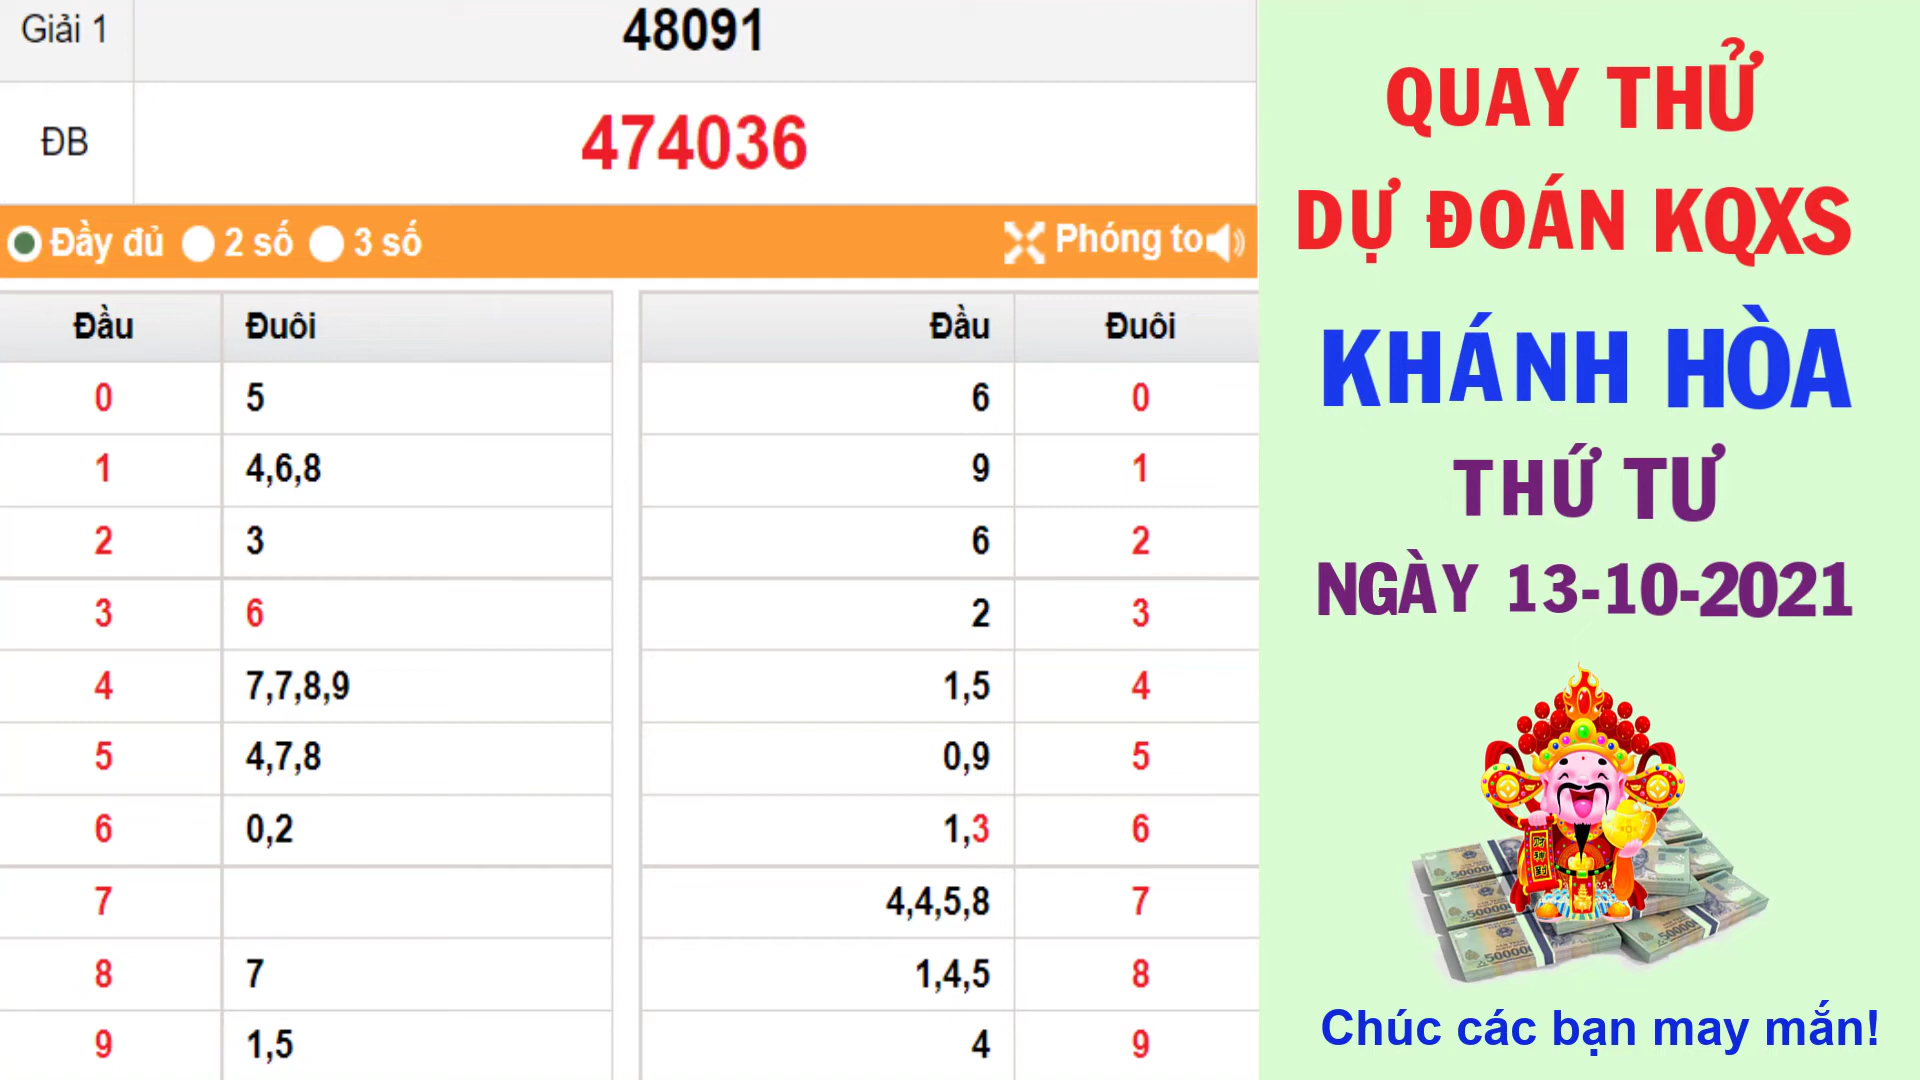 Giải 1 48091
ĐB 474036
Đầy đủ 2 số 3 số Phóng to
Đầu Đuôi Đầu Đuôi
0 5 6 0
1 4,6,8 9 1
2 3 6 2
3 6 2 3
4 7,7,8,9 1,5 4
5 4,7,8 0,9 5
6 0,2 1,3 6
7 4,4,5,8 7
8 7 1,4,5 8
9 1,5 4 9
QUAY THỬ
DỰ ĐOÁN KQXS
KHÁNH HÒA
THỨ TƯ
NGÀY 13-10-2021
Chúc các bạn may mắn!